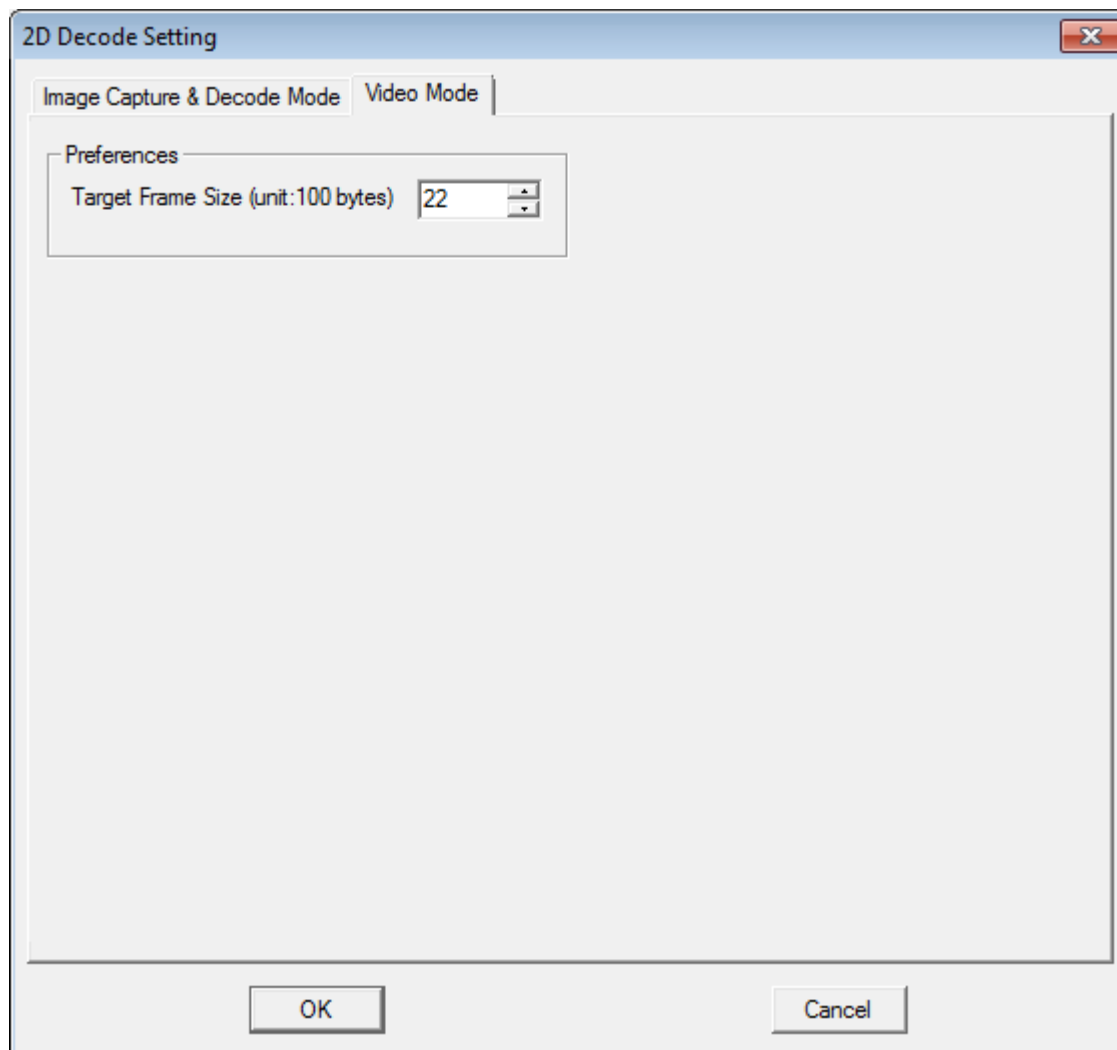 2D Decode Setting
Image Capture & Decode Mode Video Mode
Preferences
Target Frame Size (unit:100 bytes) 22
OK Cancel